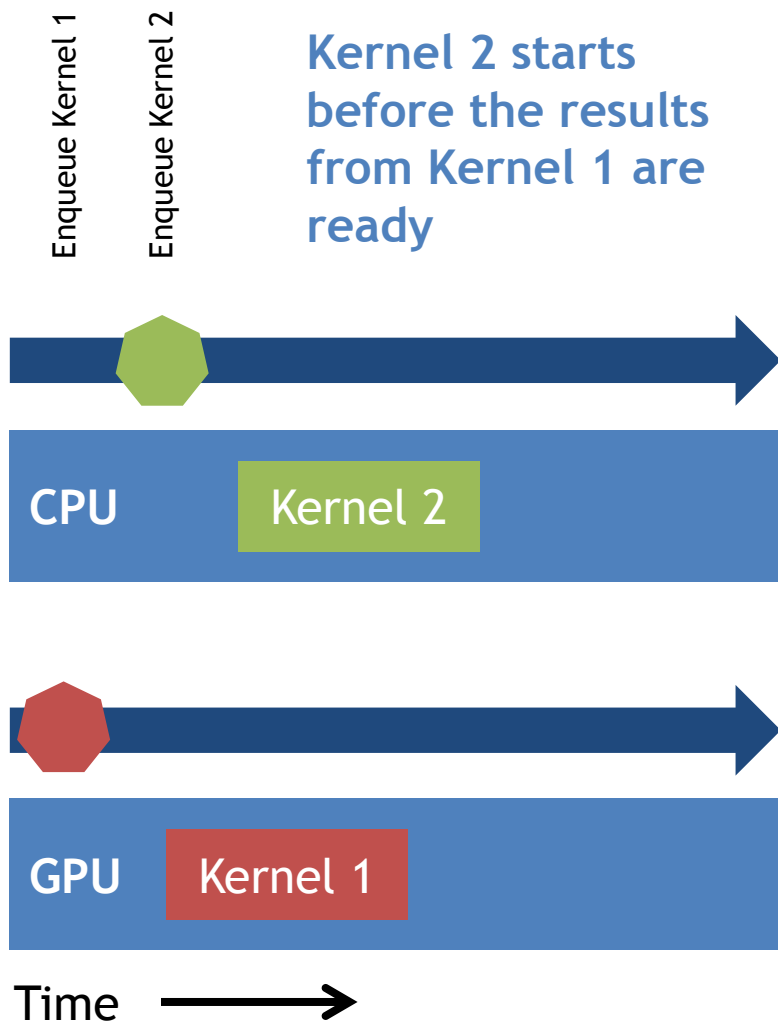 Enqueue Kernel 1
Enqueue Kernel 2
Kernel 2 starts
before the results
from Kernel 1 are
ready
CPU
Kernel 2
GPU
Kernel 1
Time